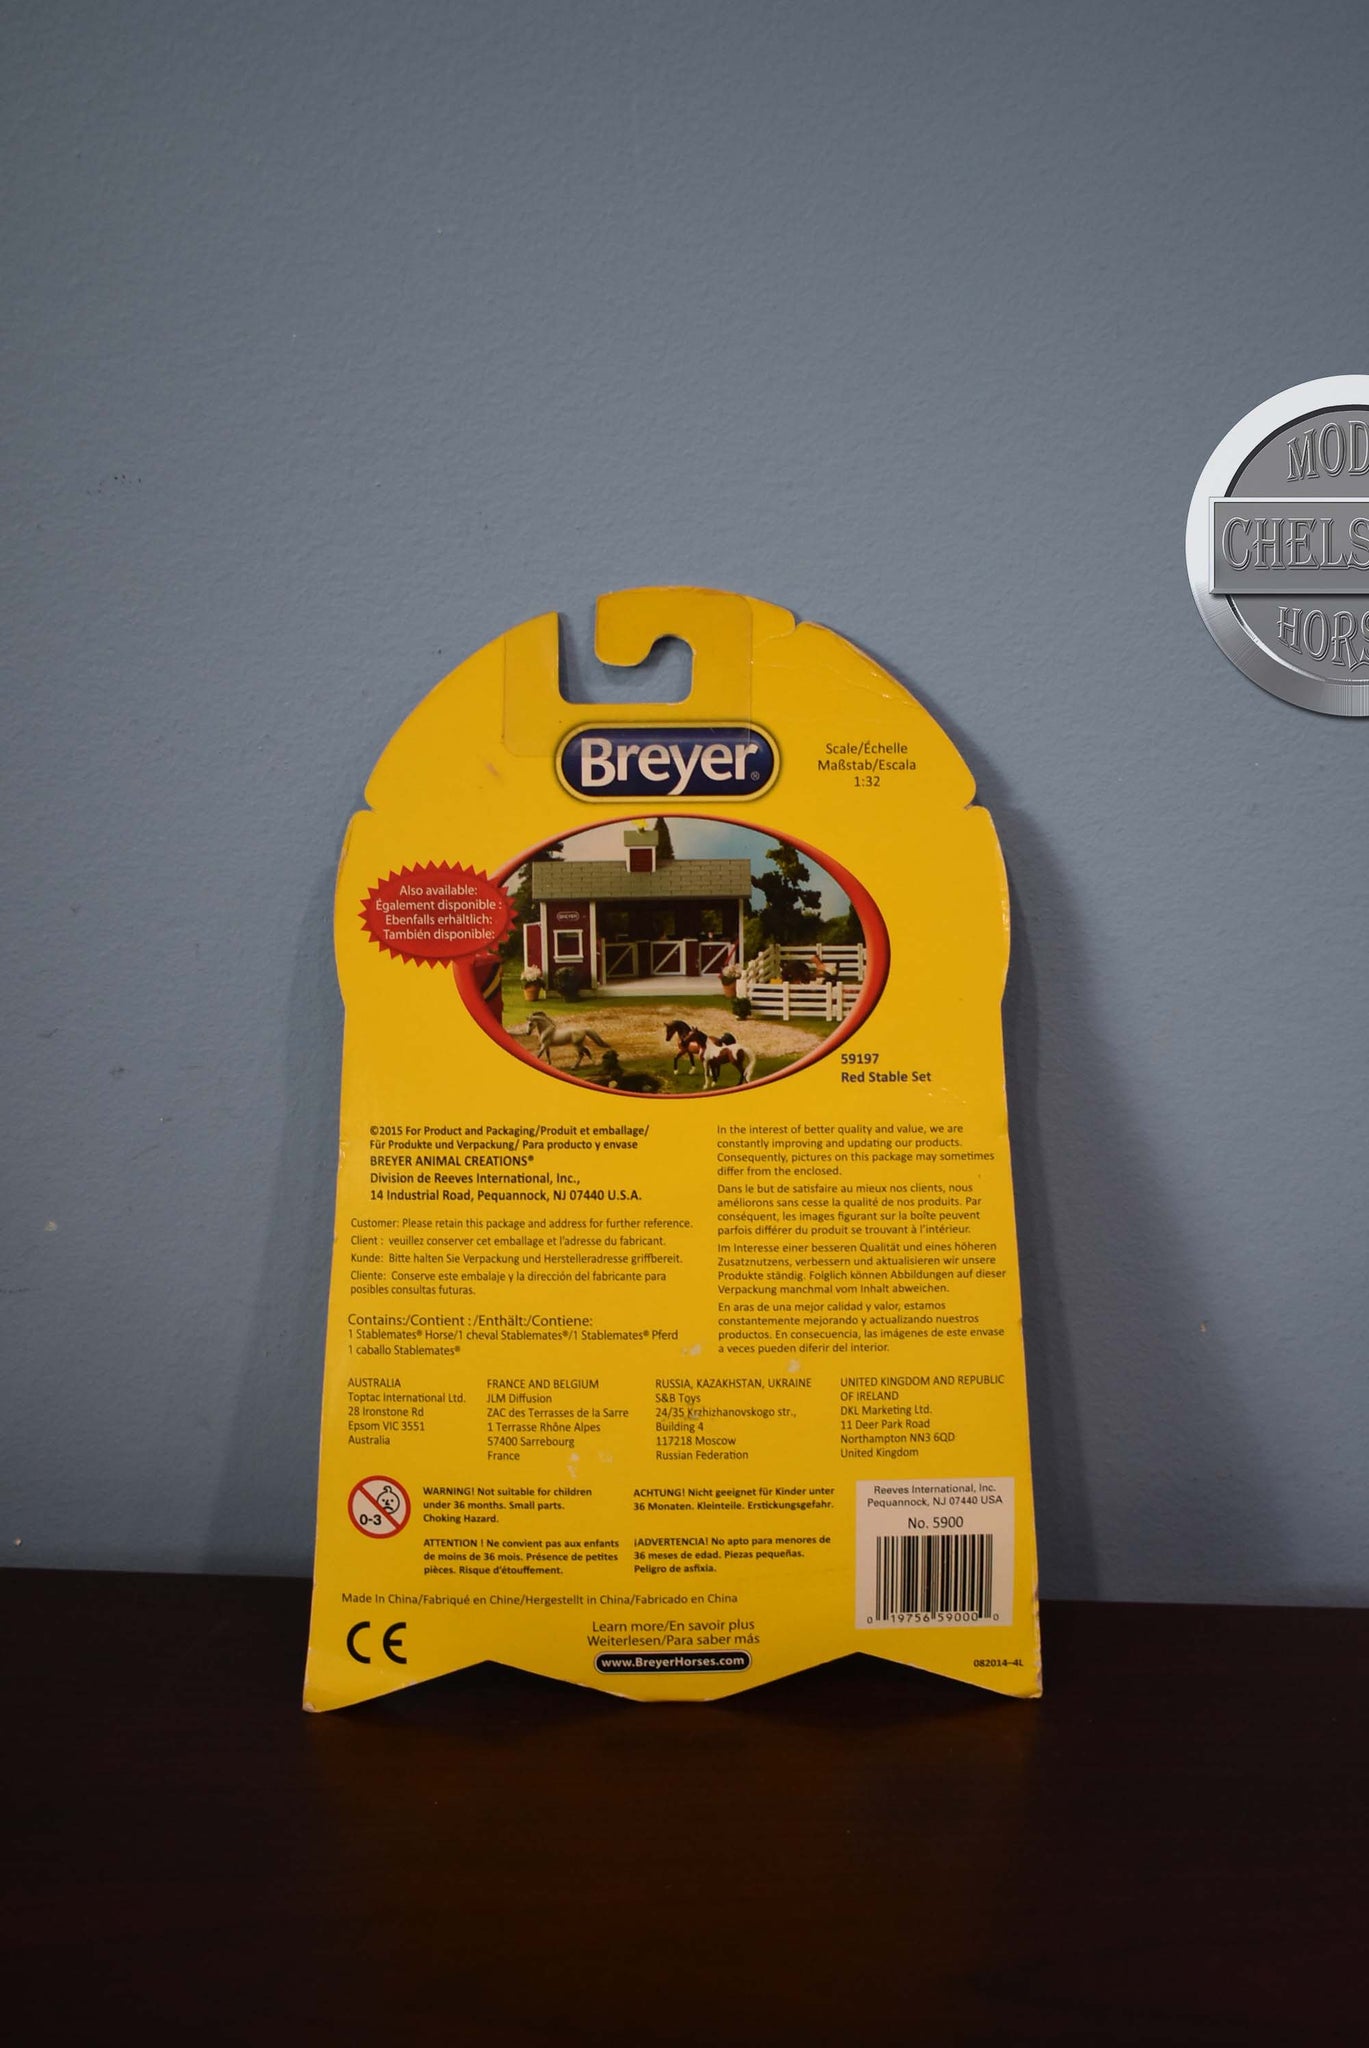 MOD
CHELS
HORS
Breyer®
Scale/Échelle
Maßstab/Escala
1:32
Also available:
Également disponible :
Ebenfalls erhältlich:
También disponible:
BREYER
59197
Red Stable Set
©2015 For Product and Packaging/Produit et emballage/
Für Produkte und Verpackung/ Para producto y envase
BREYER ANIMAL CREATIONS®
Division de Reeves International, Inc.,
14 Industrial Road, Pequannock, NJ 07440 U.S.A.
Customer: Please retain this package and address for further reference.
Client : veuillez conserver cet emballage et l'adresse du fabricant.
Kunde: Bitte halten Sie Verpackung und Herstelleradresse griffbereit.
Cliente: Conserve este embalaje y la dirección del fabricante para
posibles consultas futuras.
Contains:/Contient :/Enthält:/Contiene:
1 Stablemates® Horse/1 cheval Stablemates®/1 Stablemates® Pferd
1 caballo Stablemates®
In the interest of better quality and value, we are
constantly improving and updating our products.
Consequently, pictures on this package may sometimes
differ from the enclosed.
Dans le but de satisfaire au mieux nos clients, nous
améliorons sans cesse la qualité de nos produits. Par
conséquent, les images figurant sur la boîte peuvent
parfois différer du produit se trouvant à l'intérieur.
Im Interesse einer besseren Qualität und eines höheren
Zusatznutzens, verbessern und aktualisieren wir unsere
Produkte ständig. Folglich können Abbildungen auf dieser
Verpackung manchmal vom Inhalt abweichen.
En aras de una mejor calidad y valor, estamos
constantemente mejorando y actualizando nuestros
productos. En consecuencia, las imágenes de este envase
a veces pueden diferir del interior.
AUSTRALIA
Toptac International Ltd.
28 Ironstone Rd
Epsom VIC 3551
Australia
FRANCE AND BELGIUM
JLM Diffusion
ZAC des Terrasses de la Sarre
1 Terrasse Rhône Alpes
57400 Sarrebourg
France
RUSSIA, KAZAKHSTAN, UKRAINE
S&B Toys
24/35 Krzhizhanovskogo str.,
Building 4
117218 Moscow
Russian Federation
UNITED KINGDOM AND REPUBLIC
OF IRELAND
DKL Marketing Ltd.
11 Deer Park Road
Northampton NN3 6QD
United Kingdom
0-3
WARNING! Not suitable for children
under 36 months. Small parts.
Choking Hazard.
ATTENTION ! Ne convient pas aux enfants
de moins de 36 mois. Présence de petites
pièces. Risque d'étouffement.
ACHTUNG! Nicht geeignet für Kinder unter
36 Monaten. Kleinteile. Erstickungsgefahr.
¡ADVERTENCIA! No apto para menores de
36 meses de edad. Piezas pequeñas.
Peligro de asfixia.
Reeves International, Inc.
Pequannock, NJ 07440 USA
No. 5900
0 19756 59000 0
Made In China/Fabriqué en Chine/Hergestellt in China/Fabricado en China
CE
Learn more/En savoir plus
Weiterlesen/Para saber más
www.BreyerHorses.com
082014-4L